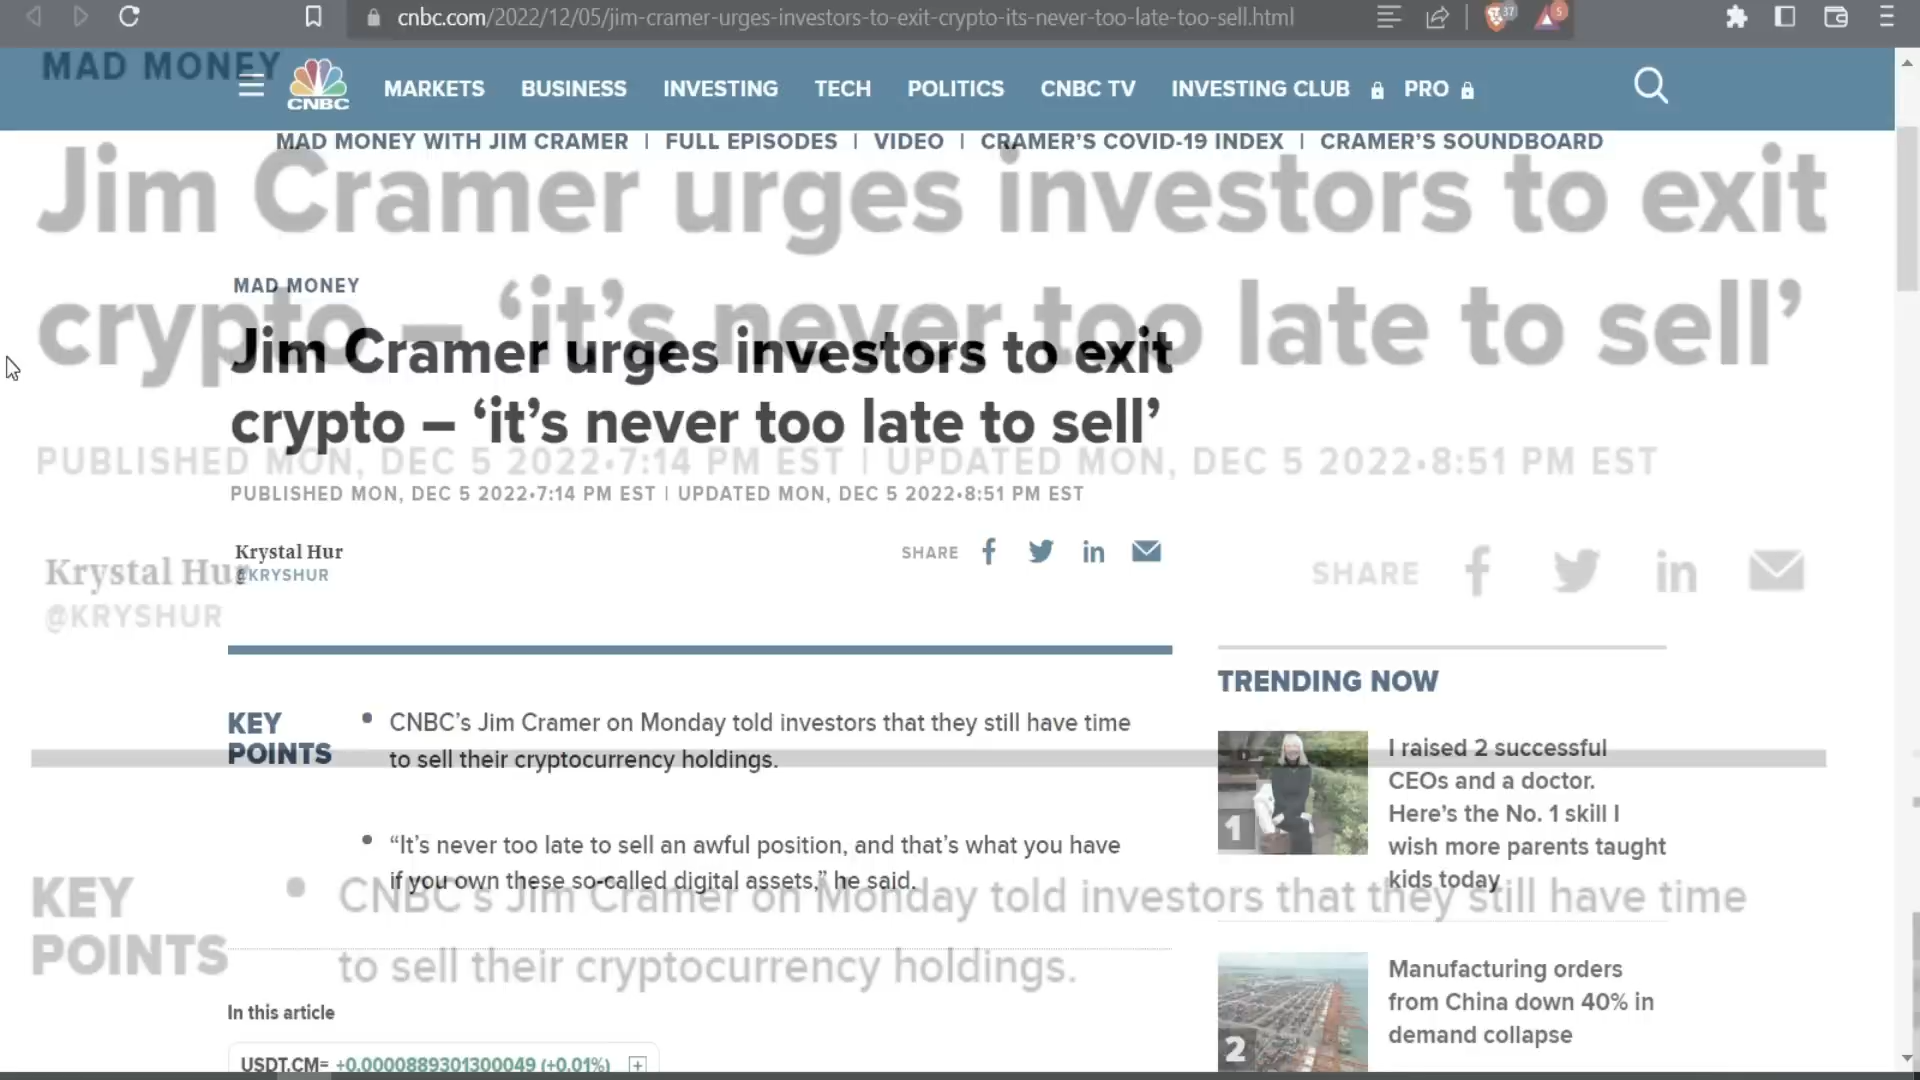 cnbc.com/2022/12/05/jim-cramer-urges-investors-to-exit-crypto-its-never-too-late-too-sell.html
37
5
MAD MONEY
CNBC
MARKETS BUSINESS INVESTING TECH POLITICS CNBC TV INVESTING CLUB PRO
MAD MONEY WITH JIM CRAMER | FULL EPISODES | VIDEO | CRAMER'S COVID-19 INDEX | CRAMER'S SOUNDBOARD
Jim Cramer urges investors to exit
crypto – ‘it’s never too late to sell’
PUBLISHED MON, DEC 5 2022•7:14 PM EST | UPDATED MON, DEC 5 2022•8:51 PM EST
Krystal Hur
@KRYSHUR
SHARE
KEY
POINTS
• CNBC's Jim Cramer on Monday told investors that they still have time
to sell their cryptocurrency holdings.
MAD MONEY
Jim Cramer urges investors to exit
crypto – ‘it’s never too late to sell’
PUBLISHED MON, DEC 5 2022•7:14 PM EST | UPDATED MON, DEC 5 2022•8:51 PM EST
Krystal Hur
@KRYSHUR
SHARE f in
KEY
POINTS
• CNBC’s Jim Cramer on Monday told investors that they still have time
to sell their cryptocurrency holdings.
• “It’s never too late to sell an awful position, and that’s what you have
if you own these so-called digital assets,” he said.
In this article
USDT.CM= +0.0000889301300049 (+0.01%)
TRENDING NOW
1
I raised 2 successful
CEOs and a doctor.
Here’s the No. 1 skill I
wish more parents taught
kids today
2
Manufacturing orders
from China down 40% in
demand collapse